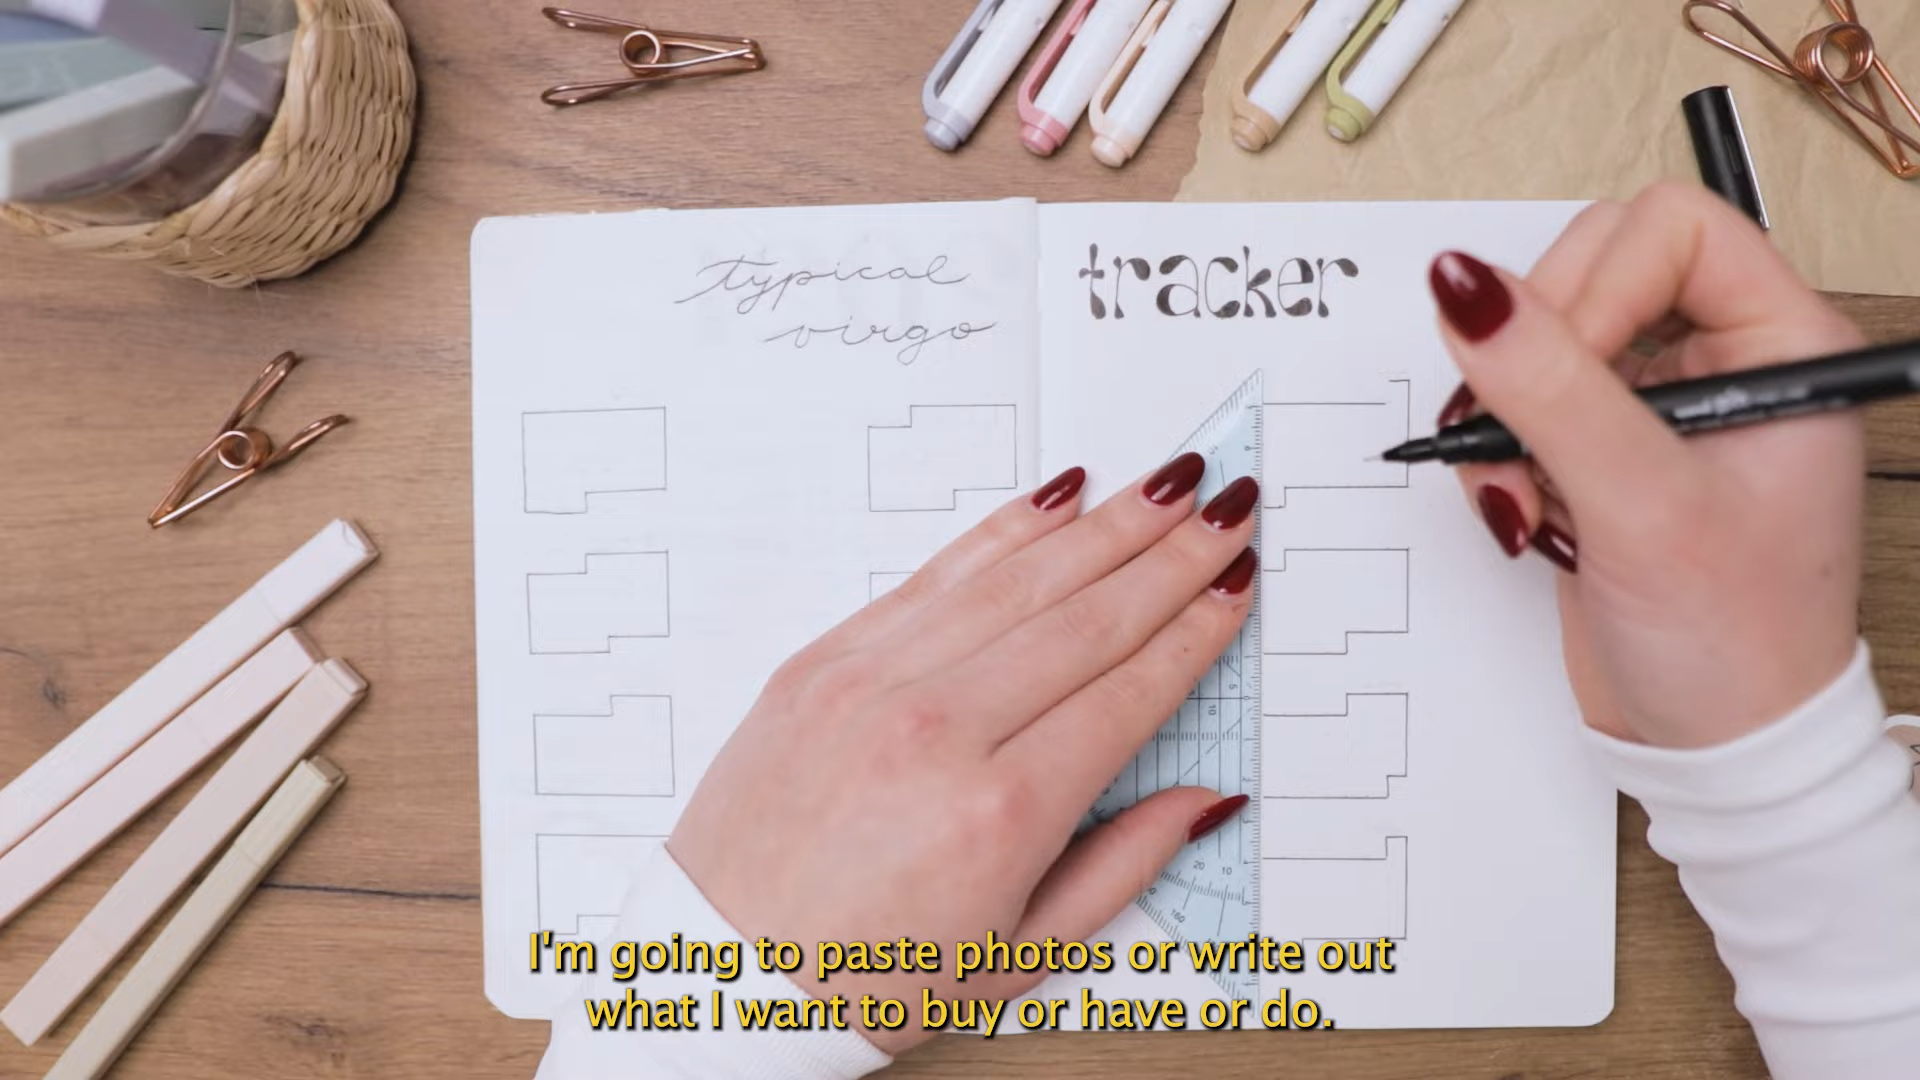 typical
virgo
tracker
I'm going to paste photos or write out
what I want to buy or have or do.